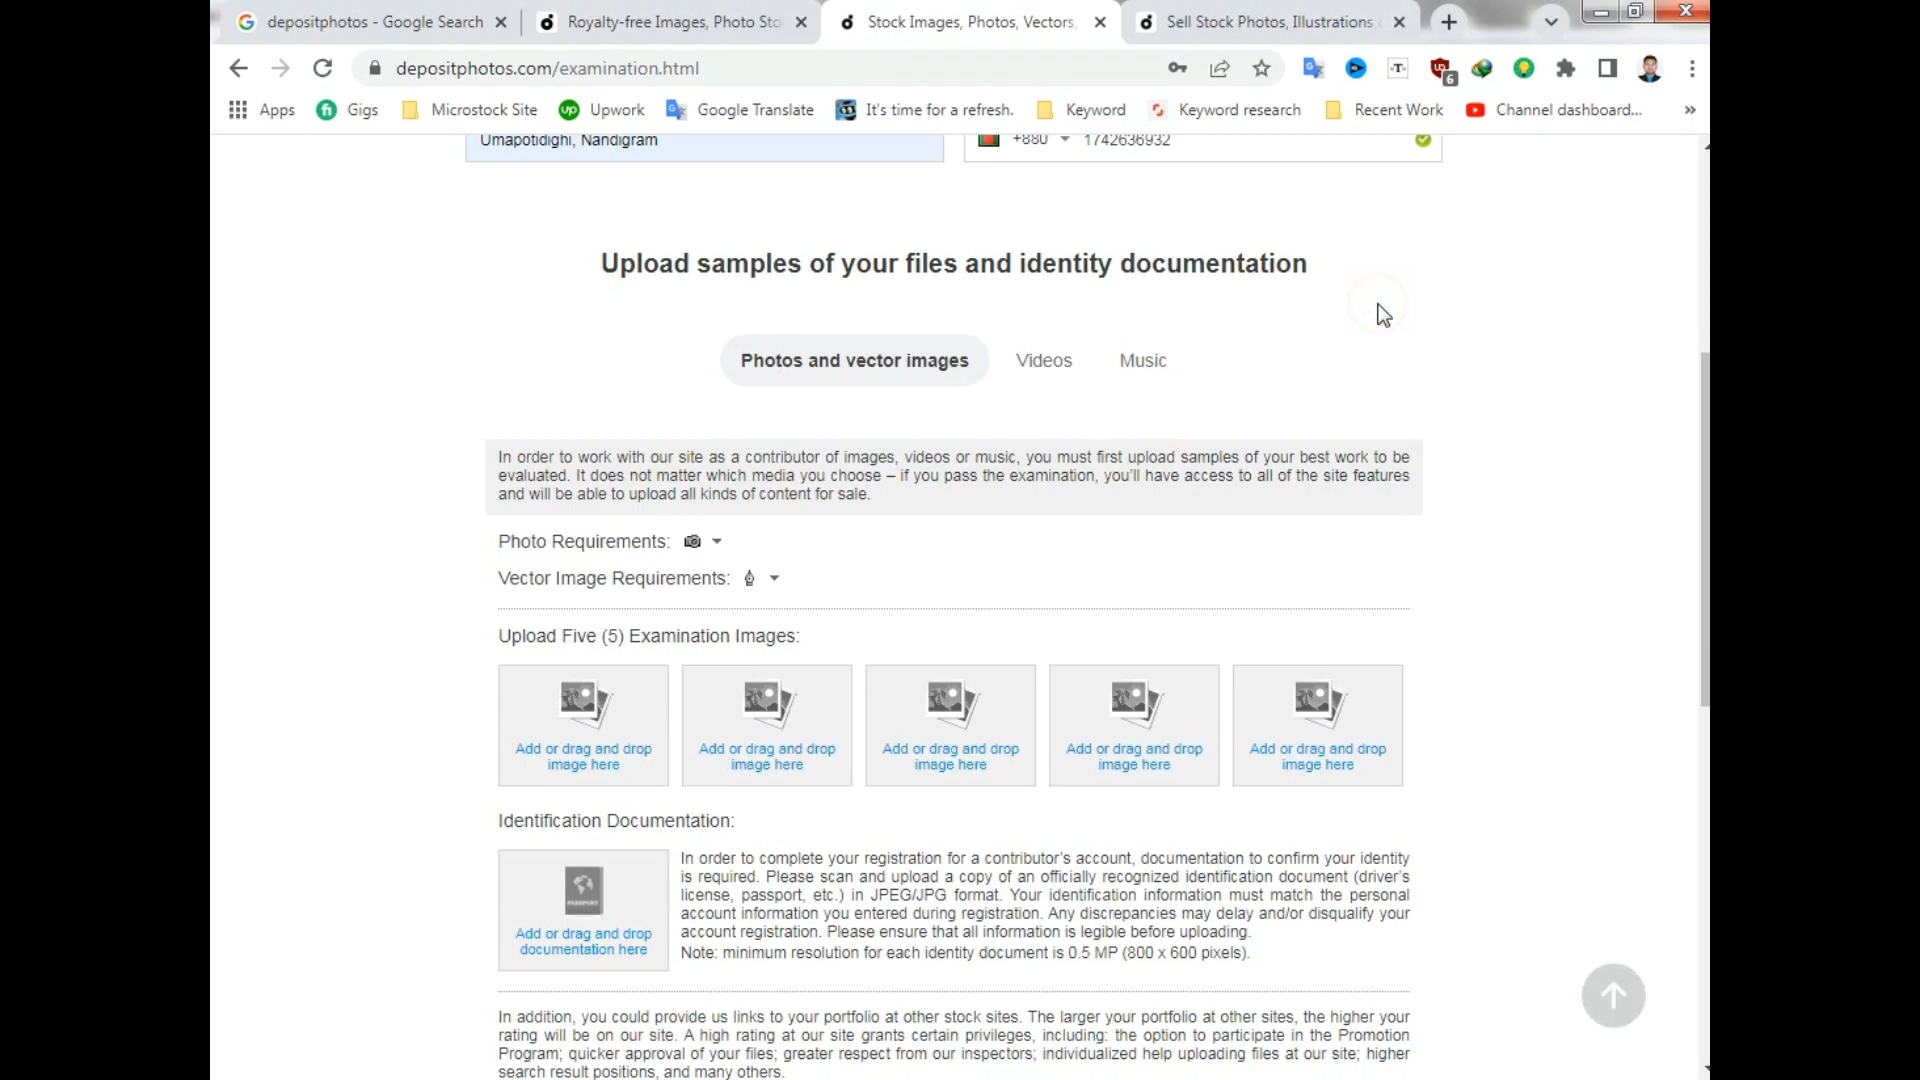 depositphotos - Google Search
Royalty-free Images, Photo Sto
Stock Images, Photos, Vectors,
Sell Stock Photos, Illustrations
depositphotos.com/examination.html
6
Apps
Gigs
Microstock Site
Upwork
Google Translate
It's time for a refresh.
Keyword
Keyword research
Recent Work
Channel dashboard...
»
Umapotidighi, Nandigram
+880
1742636932
Upload samples of your files and identity documentation
Photos and vector images
Videos
Music
In order to work with our site as a contributor of images, videos or music, you must first upload samples of your best work to be
evaluated. It does not matter which media you choose – if you pass the examination, you'll have access to all of the site features
and will be able to upload all kinds of content for sale.
Photo Requirements:
Vector Image Requirements:
Upload Five (5) Examination Images:
Add or drag and drop
image here
Add or drag and drop
image here
Add or drag and drop
image here
Add or drag and drop
image here
Add or drag and drop
image here
Identification Documentation:
PASSPORT
Add or drag and drop
documentation here
In order to complete your registration for a contributor's account, documentation to confirm your identity
is required. Please scan and upload a copy of an officially recognized identification document (driver's
license, passport, etc.) in JPEG/JPG format. Your identification information must match the personal
account information you entered during registration. Any discrepancies may delay and/or disqualify your
account registration. Please ensure that all information is legible before uploading.
Note: minimum resolution for each identity document is 0.5 MP (800 x 600 pixels).
In addition, you could provide us links to your portfolio at other stock sites. The larger your portfolio at other sites, the higher your
rating will be on our site. A high rating at our site grants certain privileges, including: the option to participate in the Promotion
Program; quicker approval of your files; greater respect from our inspectors; individualized help uploading files at our site; higher
search result positions, and many others.